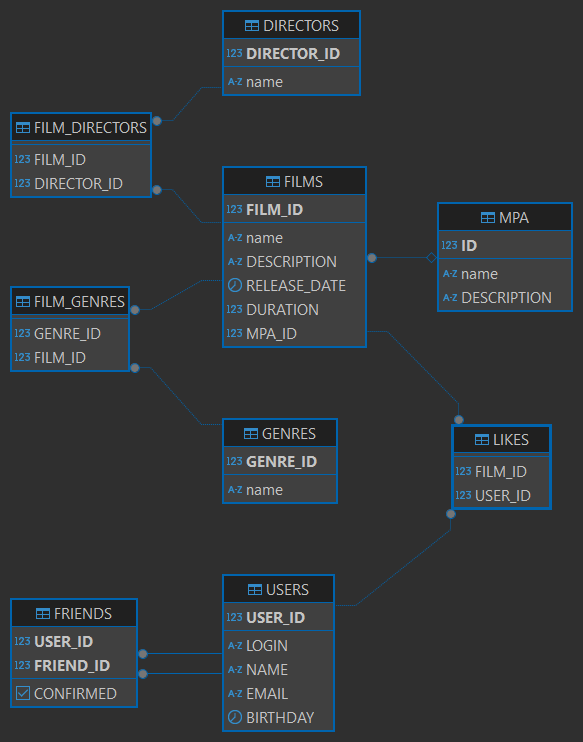 DIRECTORS
123 DIRECTOR_ID
A-Z name
FILM_DIRECTORS
123 FILM_ID
123 DIRECTOR_ID
FILMS
123 FILM_ID
A-Z name
A-Z DESCRIPTION
RELEASE_DATE
123 DURATION
123 MPA_ID
MPA
123 ID
A-Z name
A-Z DESCRIPTION
FILM_GENRES
123 GENRE_ID
123 FILM_ID
GENRES
123 GENRE_ID
A-Z name
LIKES
123 FILM_ID
123 USER_ID
USERS
123 USER_ID
A-Z LOGIN
A-Z NAME
A-Z EMAIL
BIRTHDAY
FRIENDS
123 USER_ID
123 FRIEND_ID
CONFIRMED